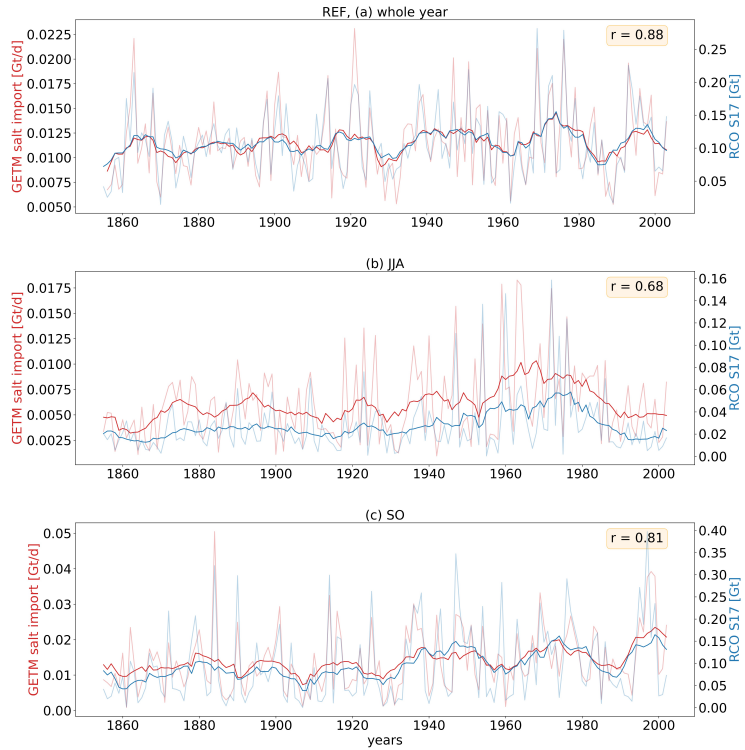 REF, (a) whole year
r = 0.88
GETM salt import [Gt/d]
0.0225
0.0200
0.0175
0.0150
0.0125
0.0100
0.0075
0.0050
0.25
0.20
0.15
0.10
0.05
RCO S17 [Gt]
1860 1880 1900 1920 1940 1960 1980 2000
(b) JJA
r = 0.68
GETM salt import [Gt/d]
0.0175
0.0150
0.0125
0.0100
0.0075
0.0050
0.0025
0.16
0.14
0.12
0.10
0.08
0.06
0.04
0.02
0.00
RCO S17 [Gt]
1860 1880 1900 1920 1940 1960 1980 2000
(c) SO
r = 0.81
GETM salt import [Gt/d]
0.05
0.04
0.03
0.02
0.01
0.00
0.40
0.35
0.30
0.25
0.20
0.15
0.10
0.05
0.00
RCO S17 [Gt]
1860 1880 1900 1920 1940 1960 1980 2000
years